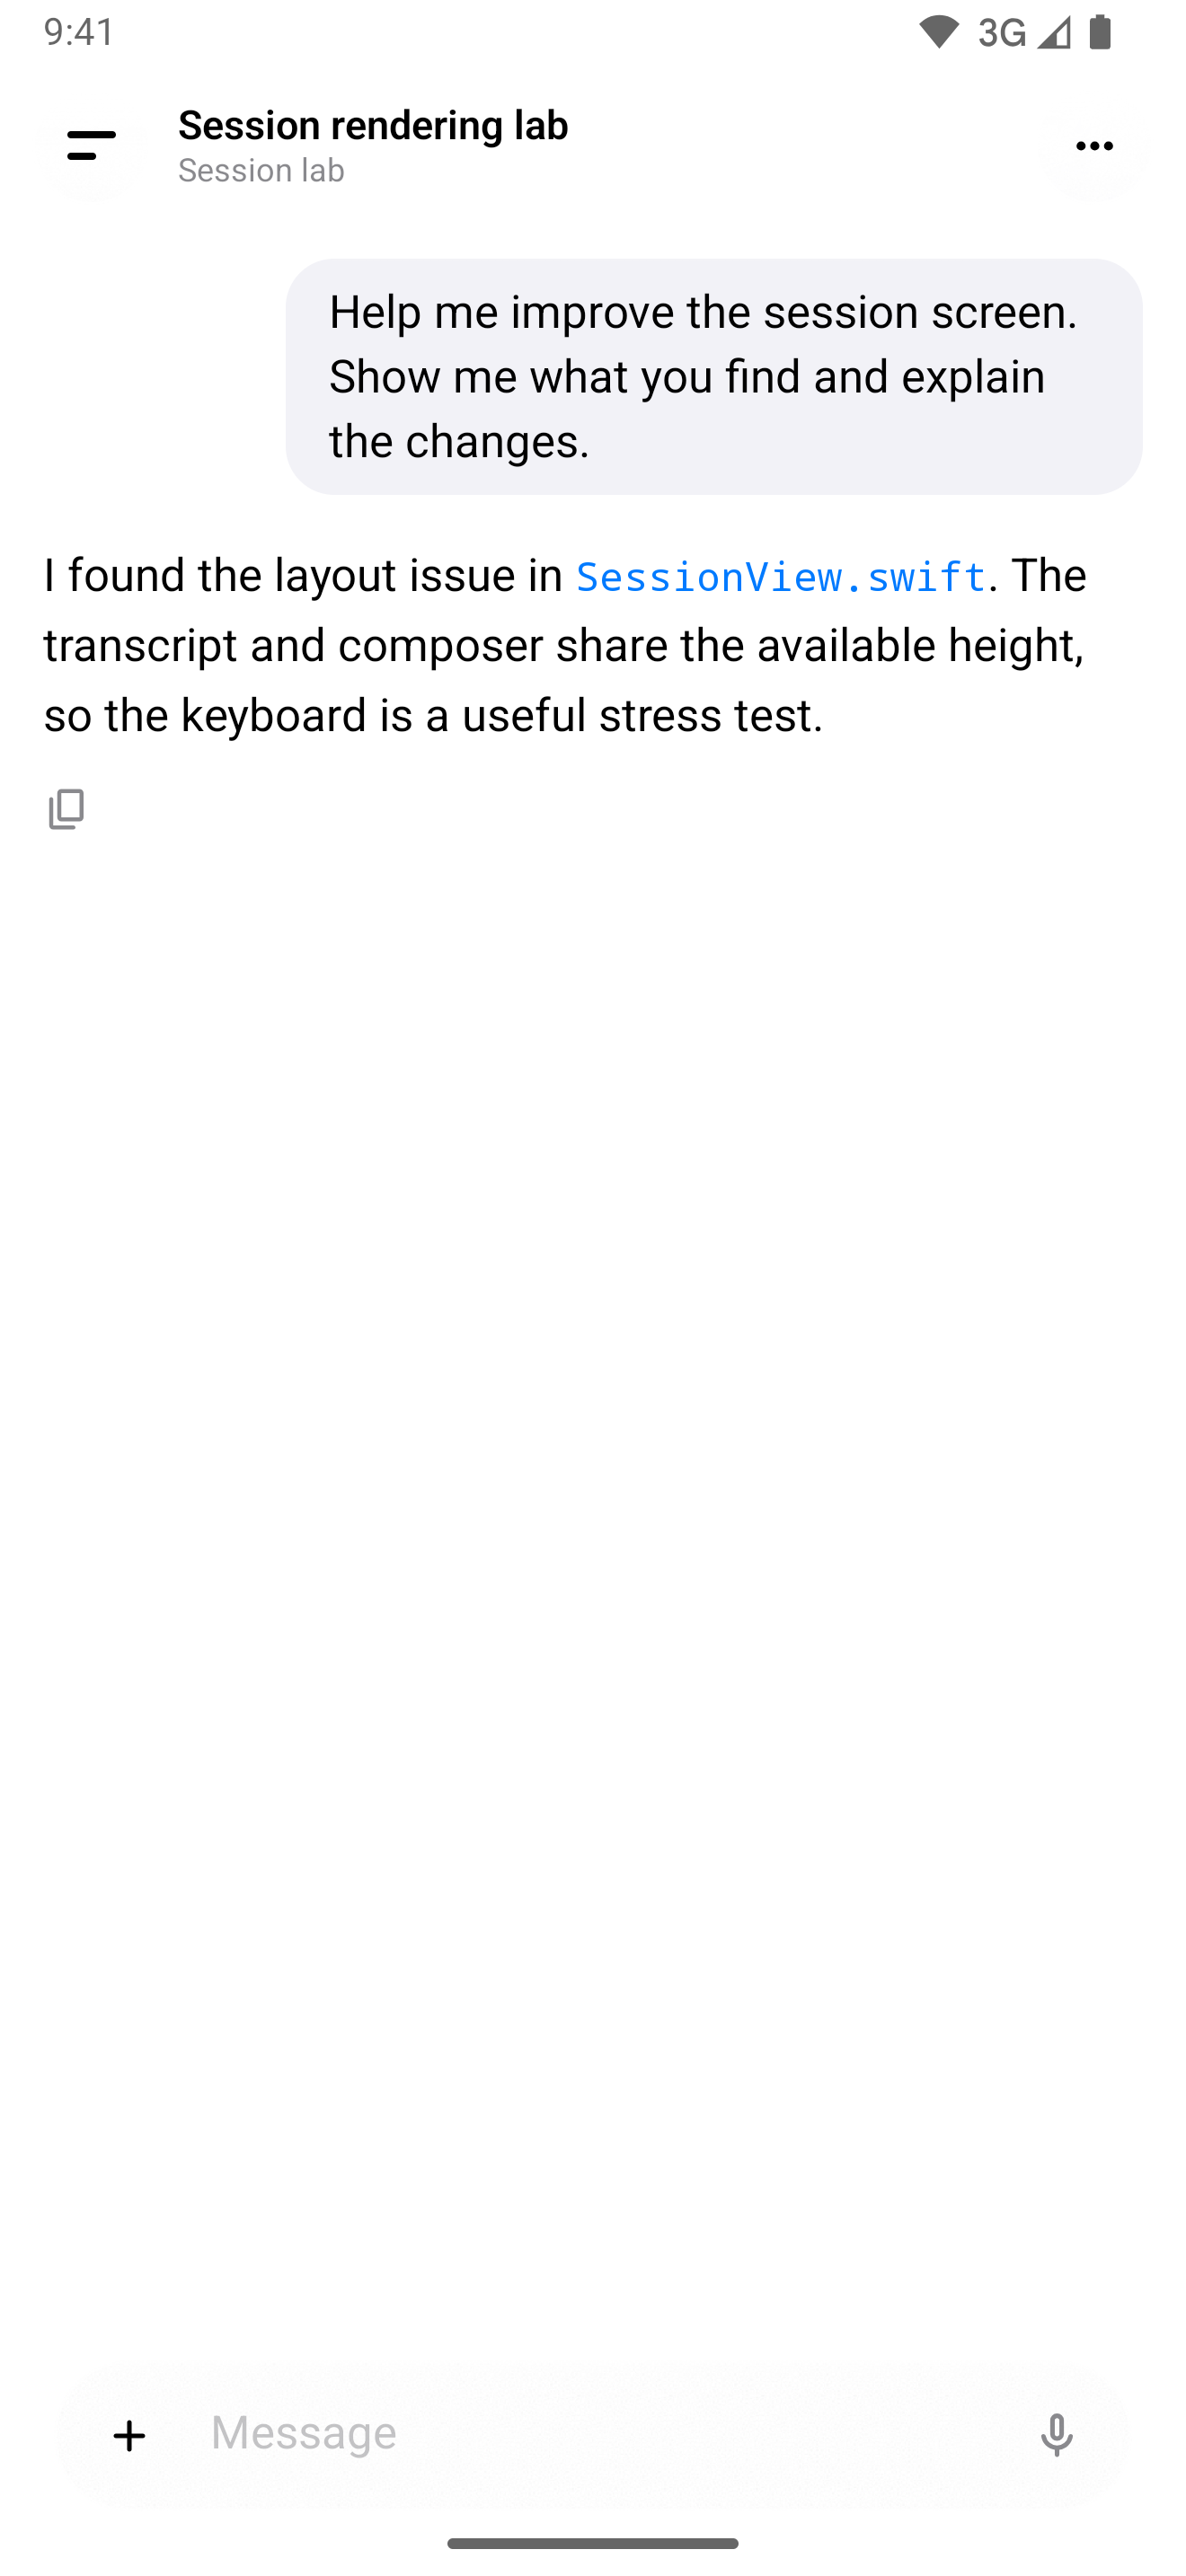 9:41
3G
Session rendering lab
Session lab
Help me improve the session screen.
Show me what you find and explain
the changes.
I found the layout issue in SessionView.swift. The
transcript and composer share the available height,
so the keyboard is a useful stress test.
Message